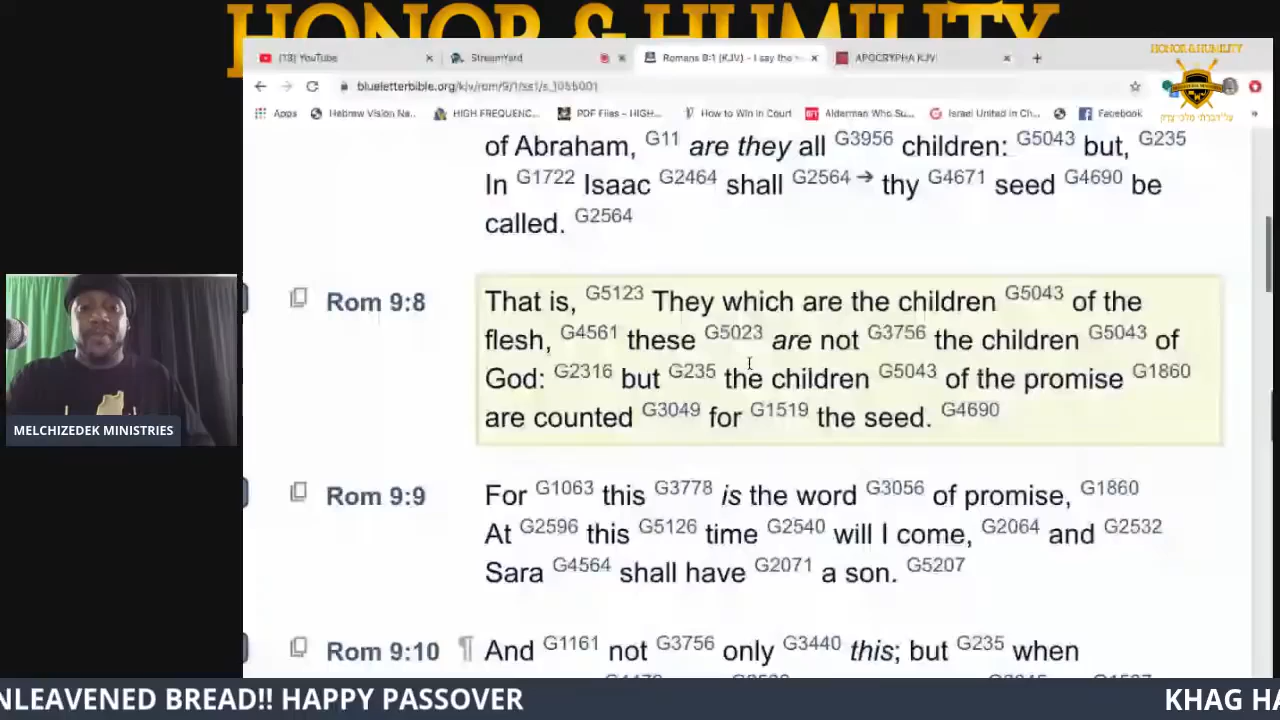 HONOR & HUMILITY
(13) YouTube
StreamYard
Romans 9:1 (KJV) - I say the
APOCRYPHA KJV
HONOR & HUMILITY
blueletterbible.org/kjv/rom/9/1/ss1/s_1055001
Apps
Hebrew Vision Na...
HIGH FREQUENC...
PDF Files – HIGH...
How to Win in Court
Alderman Who Su...
Israel United in Ch...
Facebook
»
of Abraham, G11 are they all G3956 children: G5043 but, G235
In G1722 Isaac G2464 shall G2564 → thy G4671 seed G4690 be
called. G2564
Rom 9:8
That is, G5123 They which are the children G5043 of the
flesh, G4561 these G5023 are not G3756 the children G5043 of
God: G2316 but G235 the children G5043 of the promise G1860
are counted G3049 for G1519 the seed. G4690
MELCHIZEDEK MINISTRIES
Rom 9:9
For G1063 this G3778 is the word G3056 of promise, G1860
At G2596 this G5126 time G2540 will I come, G2064 and G2532
Sara G4564 shall have G2071 a son. G5207
Rom 9:10 ¶ And G1161 not G3756 only G3440 this; but G235 when
NLEAVENED BREAD!! HAPPY PASSOVER
KHAG HA